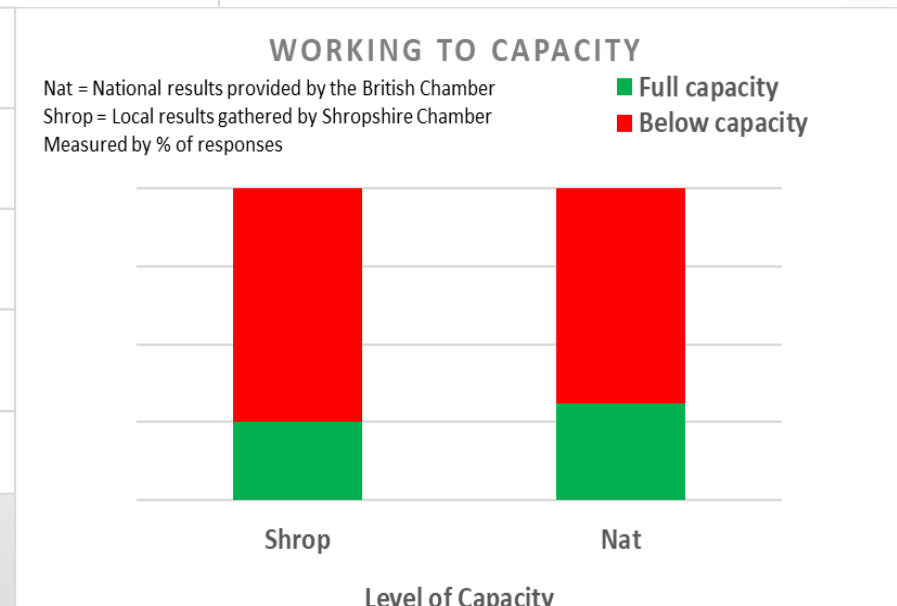 WORKING TO CAPACITY
Nat = National results provided by the British Chamber
Shrop = Local results gathered by Shropshire Chamber
Measured by % of responses
Full capacity
Below capacity
Shrop
Nat
Level of Capacity